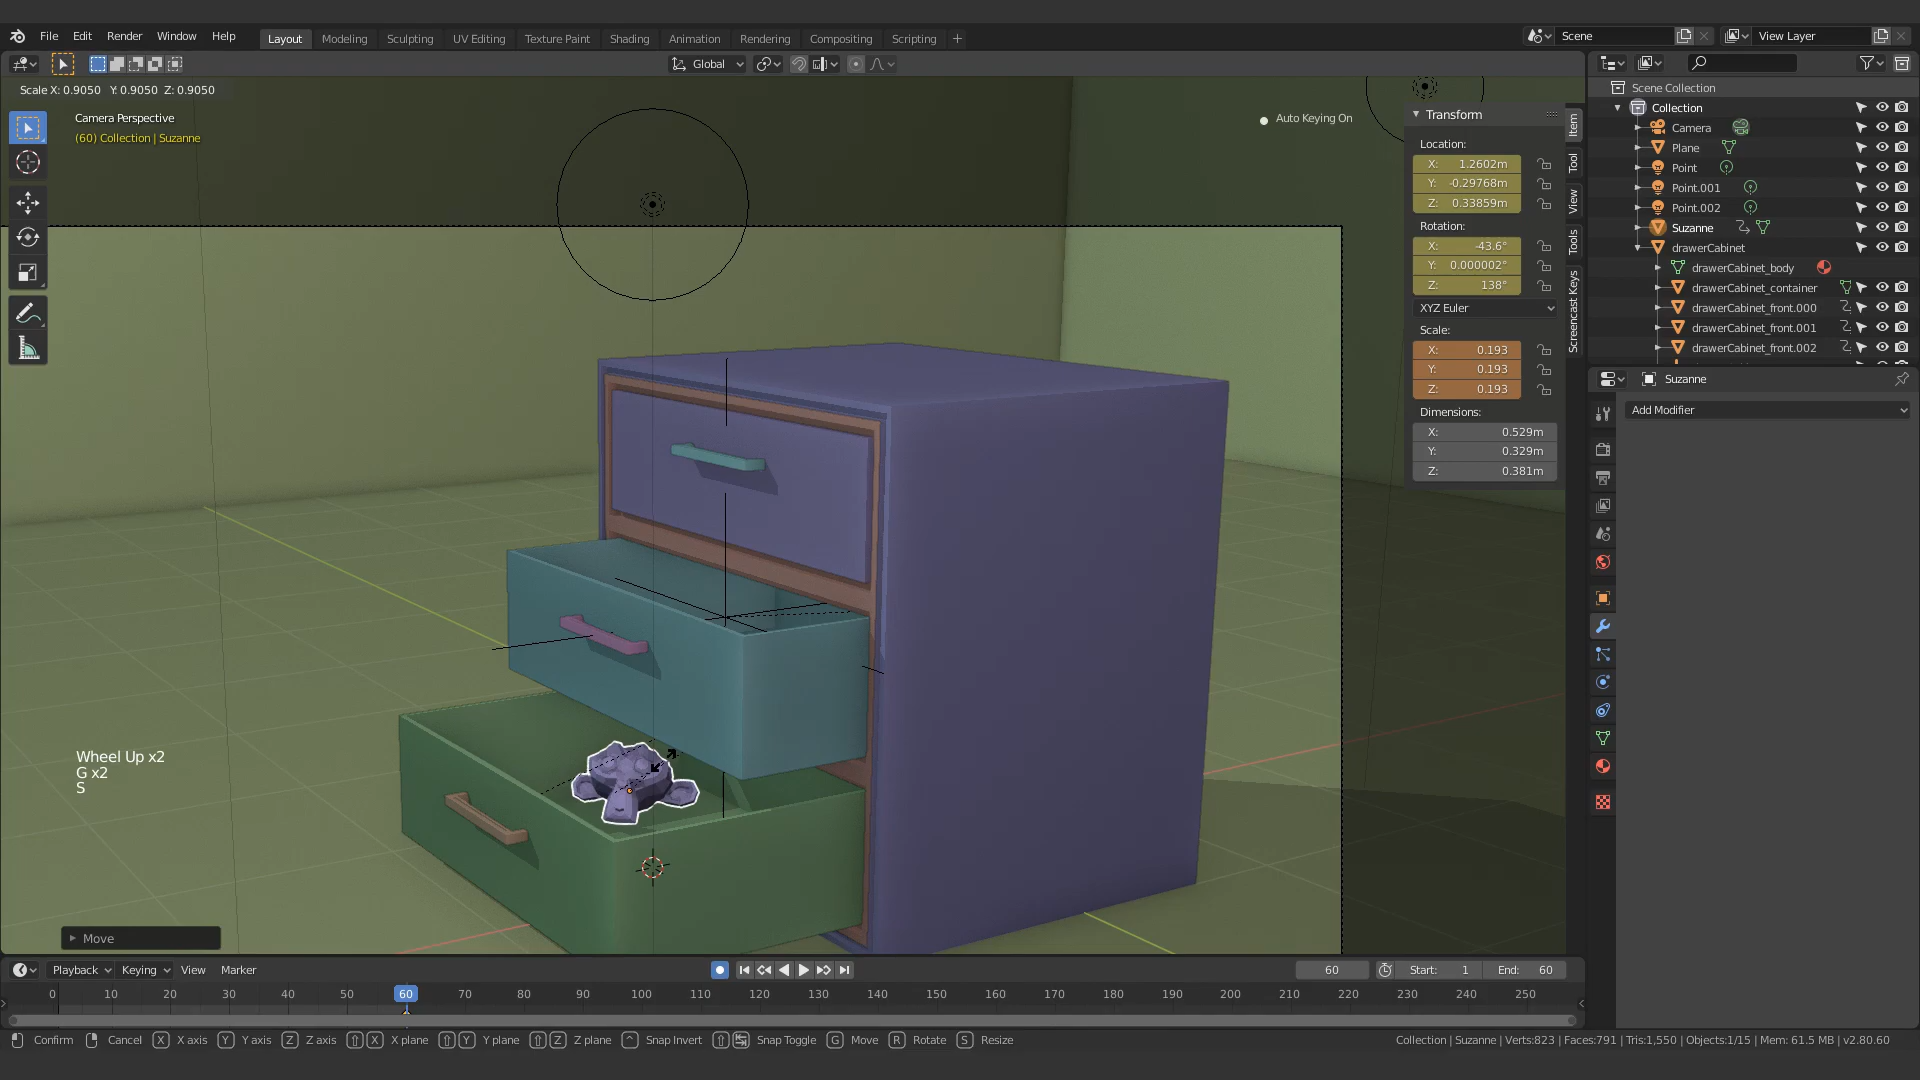 File Edit Render Window Help Layout Modeling Sculpting UV Editing Texture Paint Shading Animation Rendering Compositing Scripting + Scene View Layer
Global
Scale X: 0.9050 Y: 0.9050 Z: 0.9050
Camera Perspective
(60) Collection | Suzanne
Auto Keying On
Transform
Location:
X: 1.2602m
Y: -0.29768m
Z: 0.33859m
Rotation:
X: -43.6°
Y: 0.000002°
Z: 138°
XYZ Euler
Scale:
X: 0.193
Y: 0.193
Z: 0.193
Dimensions:
X: 0.529m
Y: 0.329m
Z: 0.381m
Item
Tool
View
Tools
Screencast Keys
Scene Collection
Collection
Camera
Plane
Point
Point.001
Point.002
Suzanne
drawerCabinet
drawerCabinet_body
drawerCabinet_container
drawerCabinet_front.000
drawerCabinet_front.001
drawerCabinet_front.002
Suzanne
Add Modifier
Wheel Up x2
G x2
S
Move
Playback Keying View Marker 60 Start: 1 End: 60
0 10 20 30 40 50 60 70 80 90 100 110 120 130 140 150 160 170 180 190 200 210 220 230 240 250
Confirm Cancel X X axis Y Y axis Z Z axis X X plane Y Y plane Z Z plane Snap Invert Snap Toggle G Move R Rotate S Resize Collection | Suzanne | Verts:823 | Faces:791 | Tris:1,550 | Objects:1/15 | Mem: 61.5 MB | v2.80.60